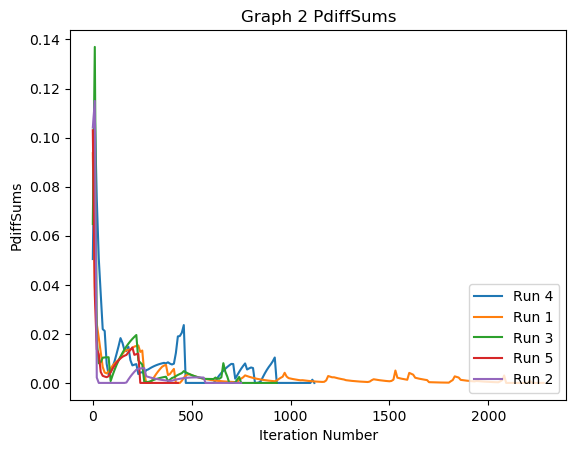 Graph 2 PdiffSums
PdiffSums
0.14
0.12
0.10
0.08
0.06
0.04
0.02
0.00
0
500
1000
1500
2000
Iteration Number
Run 4
Run 1
Run 3
Run 5
Run 2